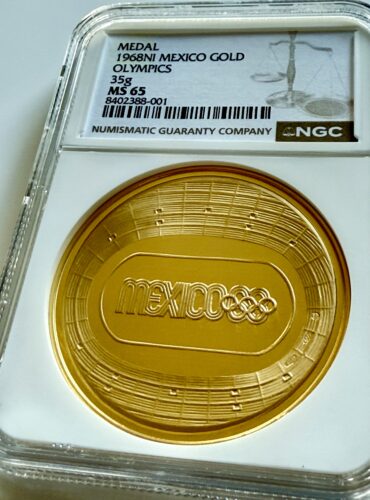 MEDAL
1968NI MEXICO GOLD
OLYMPICS
35g
MS 65
8402388-001
NUMISMATIC GUARANTY COMPANY NGC
MEXICO